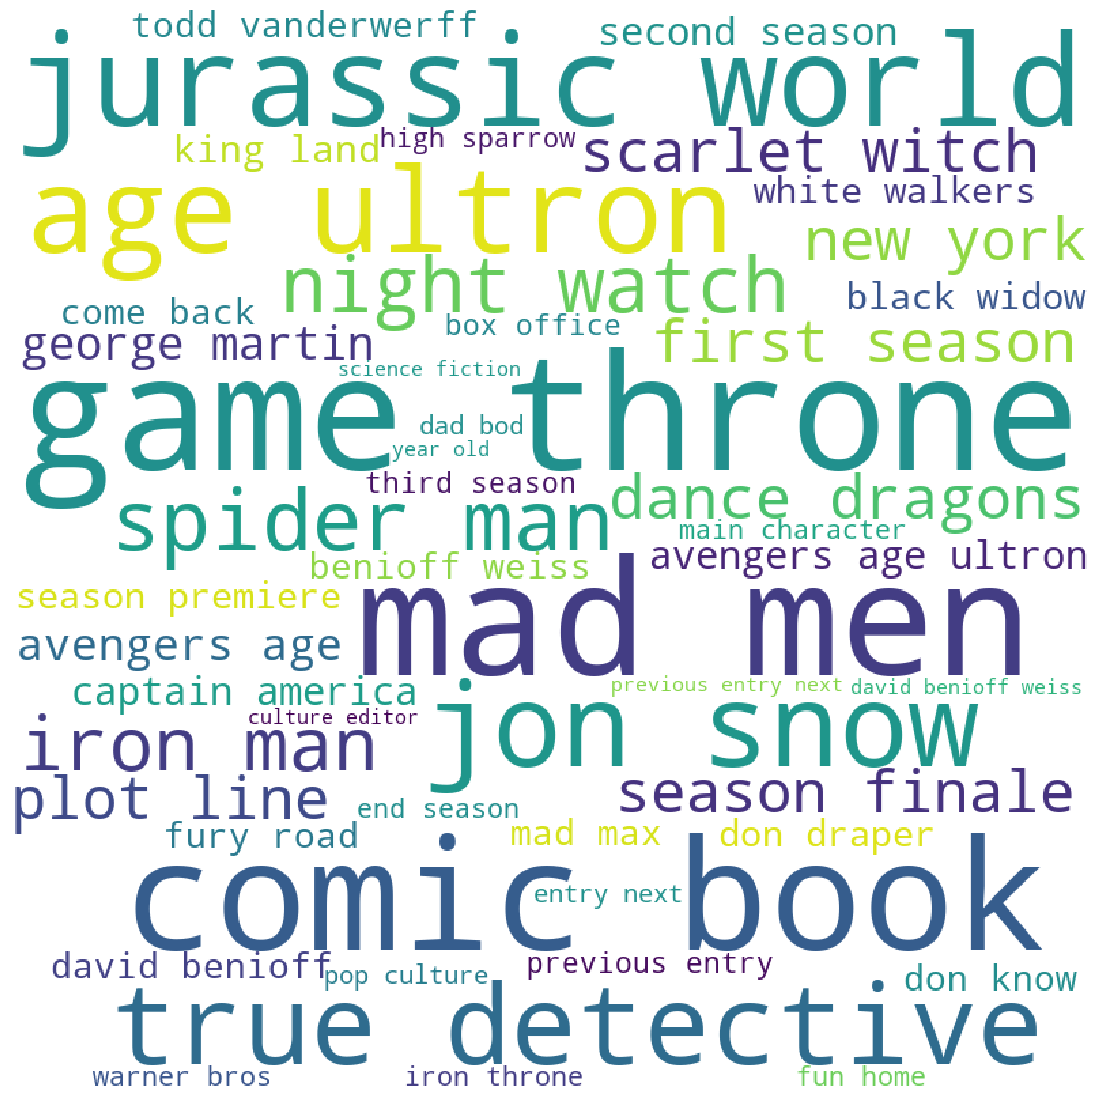 todd vanderwerff
second season
jurassic world
high sparrow
king land
scarlet witch
age ultron
white walkers
new york
night watch
black widow
come back
box office
george martin
first season
science fiction
game throne
dad bod
year old
third season
dance dragons
spider man
main character
avengers age ultron
benioff weiss
season premiere
mad men
avengers age
captain america
previous entry next
david benioff weiss
culture editor
iron man
jon snow
plot line
season finale
end season
fury road
mad max
don draper
comic book
entry next
david benioff
pop culture
previous entry
don know
true detective
warner bros
iron throne
fun home